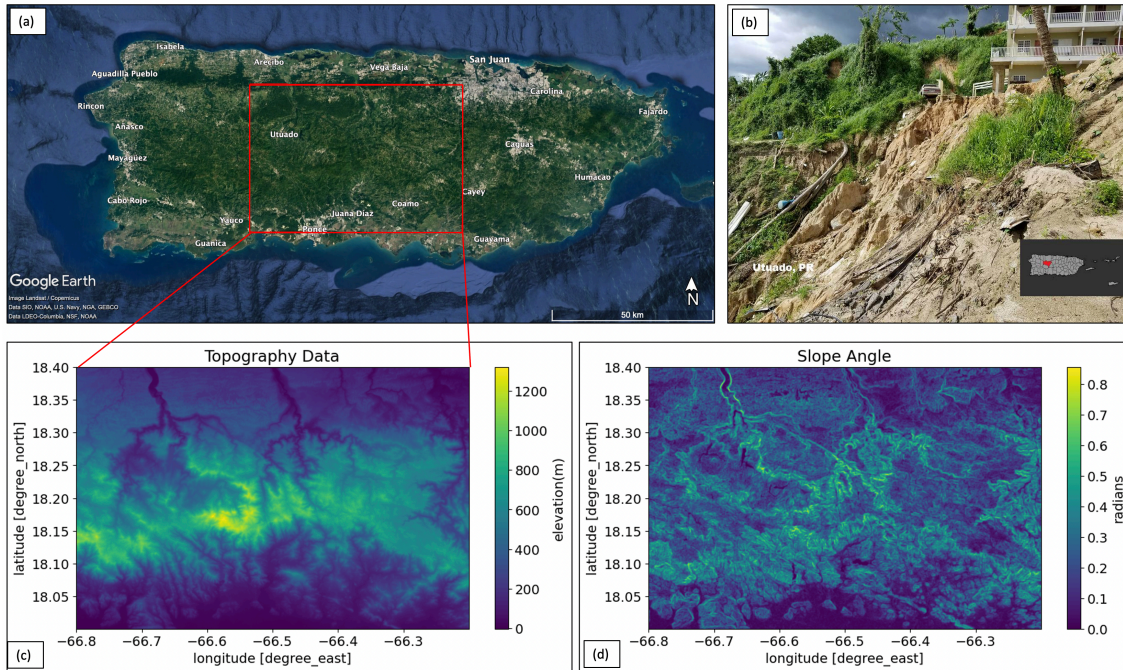 (a)
Isabela
Arecibo
Vega Baja
San Juan
Aguadilla Pueblo
Carolina
Rincon
Fajardo
Añasco
Utuado
Caguas
Mayagüez
Humacao
Cabo Rojo
Cayey
Coamo
Juana Diaz
Yauco
Ponce
Guayama
Guanica
Google Earth
Image Landsat / Copernicus
Data SIO, NOAA, U.S. Navy, NGA, GEBCO
Data LDEO-Columbia, NSF, NOAA
N
50 km
(b)
Utuado, PR
Topography Data
18.40
18.35
18.30
18.25
18.20
18.15
18.10
18.05
latitude [degree_north]
−66.8
−66.7
−66.6
−66.5
−66.4
−66.3
longitude [degree_east]
1200
1000
800
600
400
200
0
elevation(m)
(c)
Slope Angle
18.40
18.35
18.30
18.25
18.20
18.15
18.10
18.05
latitude [degree_north]
−66.8
−66.7
−66.6
−66.5
−66.4
−66.3
longitude [degree_east]
0.8
0.7
0.6
0.5
0.4
0.3
0.2
0.1
0.0
radians
(d)